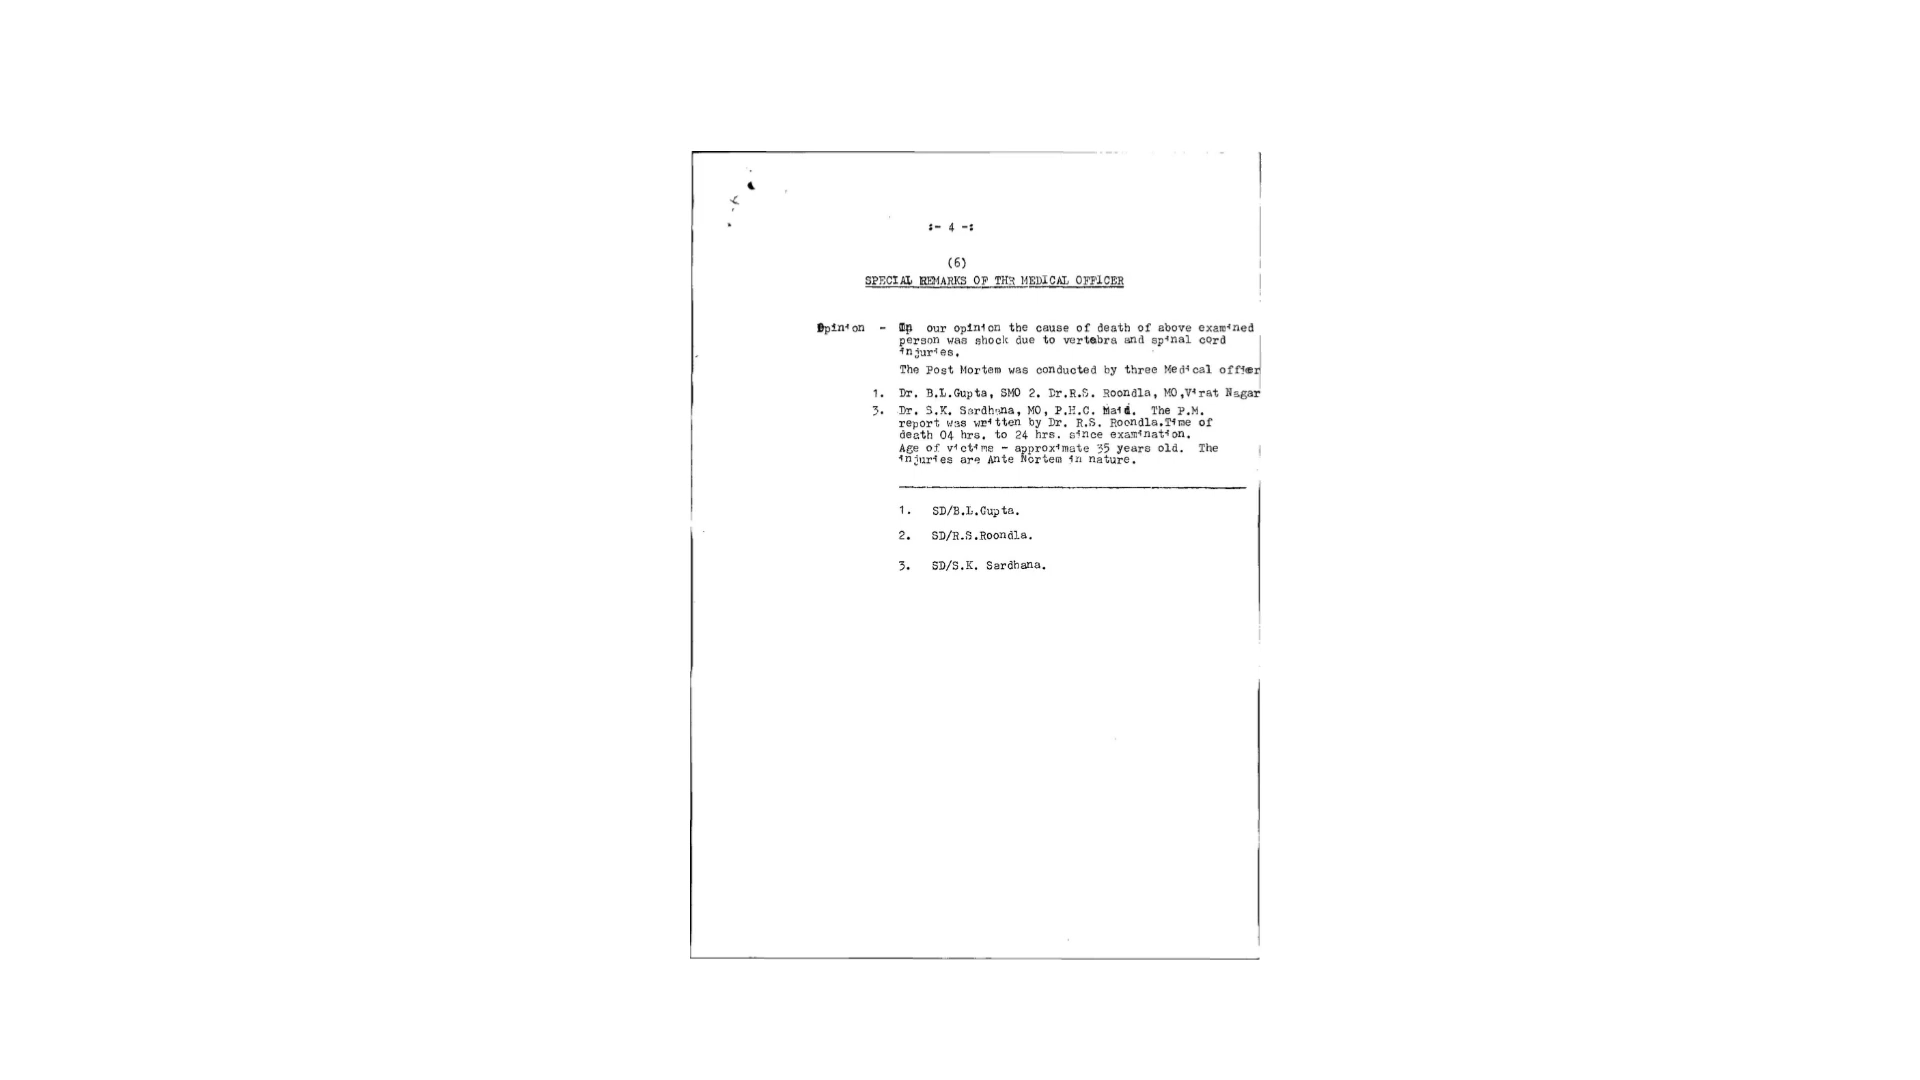 :- 4 -:
(6)
SPECIAL REMARKS OF THE MEDICAL OFFICER
Opinion - In our opinion the cause of death of above examined
person was shock due to vertebra and spinal cord
injuries.
The Post Mortem was conducted by three Medical offier
1. Dr. B.L.Gupta, SMO 2. Dr.R.S. Roondla, MO,Virat Nagar
3. Dr. S.K. Sardhana, MO, P.H.C. Maid. The P.M.
report was written by Dr. R.S. Roondla.Time of
death 04 hrs. to 24 hrs. since examination.
Age of victims - approximate 35 years old. The
injuries are Ante Nortem in nature.
1. SD/B.L.Gupta.
2. SD/R.S.Roondla.
3. SD/S.K. Sardhana.